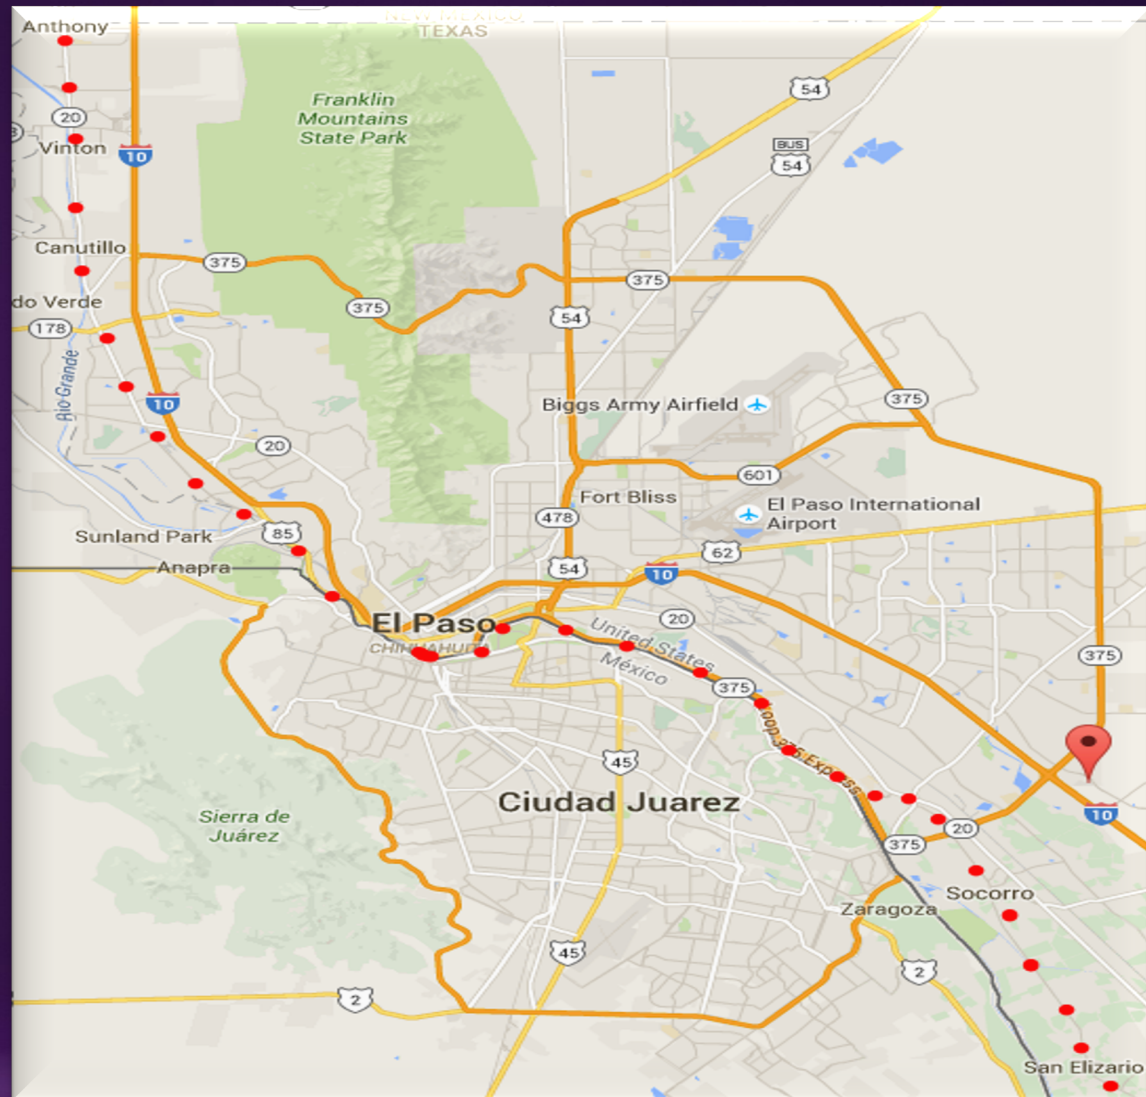 NEW MEXICO
TEXAS
Anthony
54
Franklin
Mountains
State Park
20
BUS
54
Vinton
10
Canutillo
375
375
do Verde
375
54
178
Rio Grande
10
375
Biggs Army Airfield
20
601
Fort Bliss
El Paso International
Airport
478
85
Sunland Park
62
Anapra
54
10
El Paso
20
CHIHUAHUITA
United States
México
375
375
Loop 375 Express
45
Ciudad Juarez
Sierra de
Juárez
10
20
375
Socorro
Zaragoza
45
2
2
San Elizario